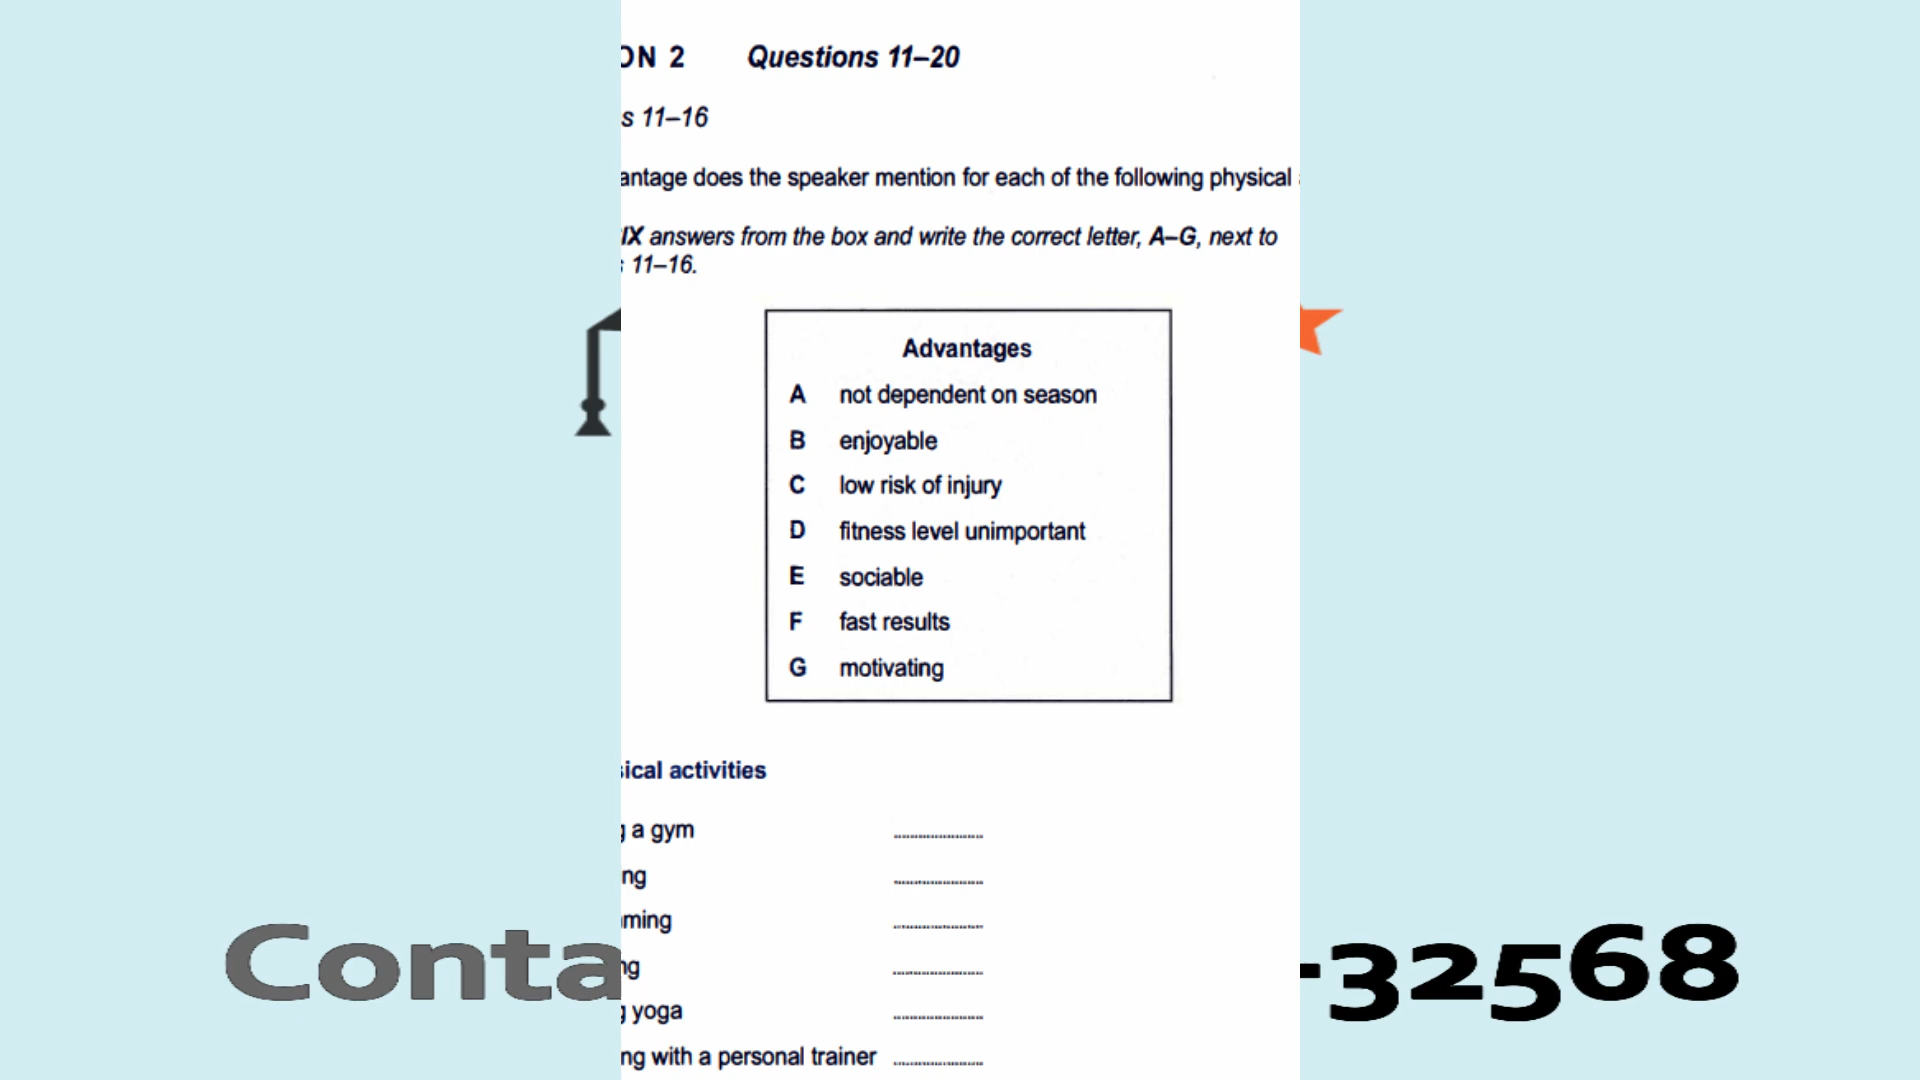 ON 2 Questions 11–20
s 11–16
antage does the speaker mention for each of the following physical
IX answers from the box and write the correct letter, A–G, next to
11–16.
Advantages
A not dependent on season
B enjoyable
C low risk of injury
D fitness level unimportant
E sociable
F fast results
G motivating
ical activities
g a gym
ng
ming
ng
g yoga
ng with a personal trainer
Conta -32568